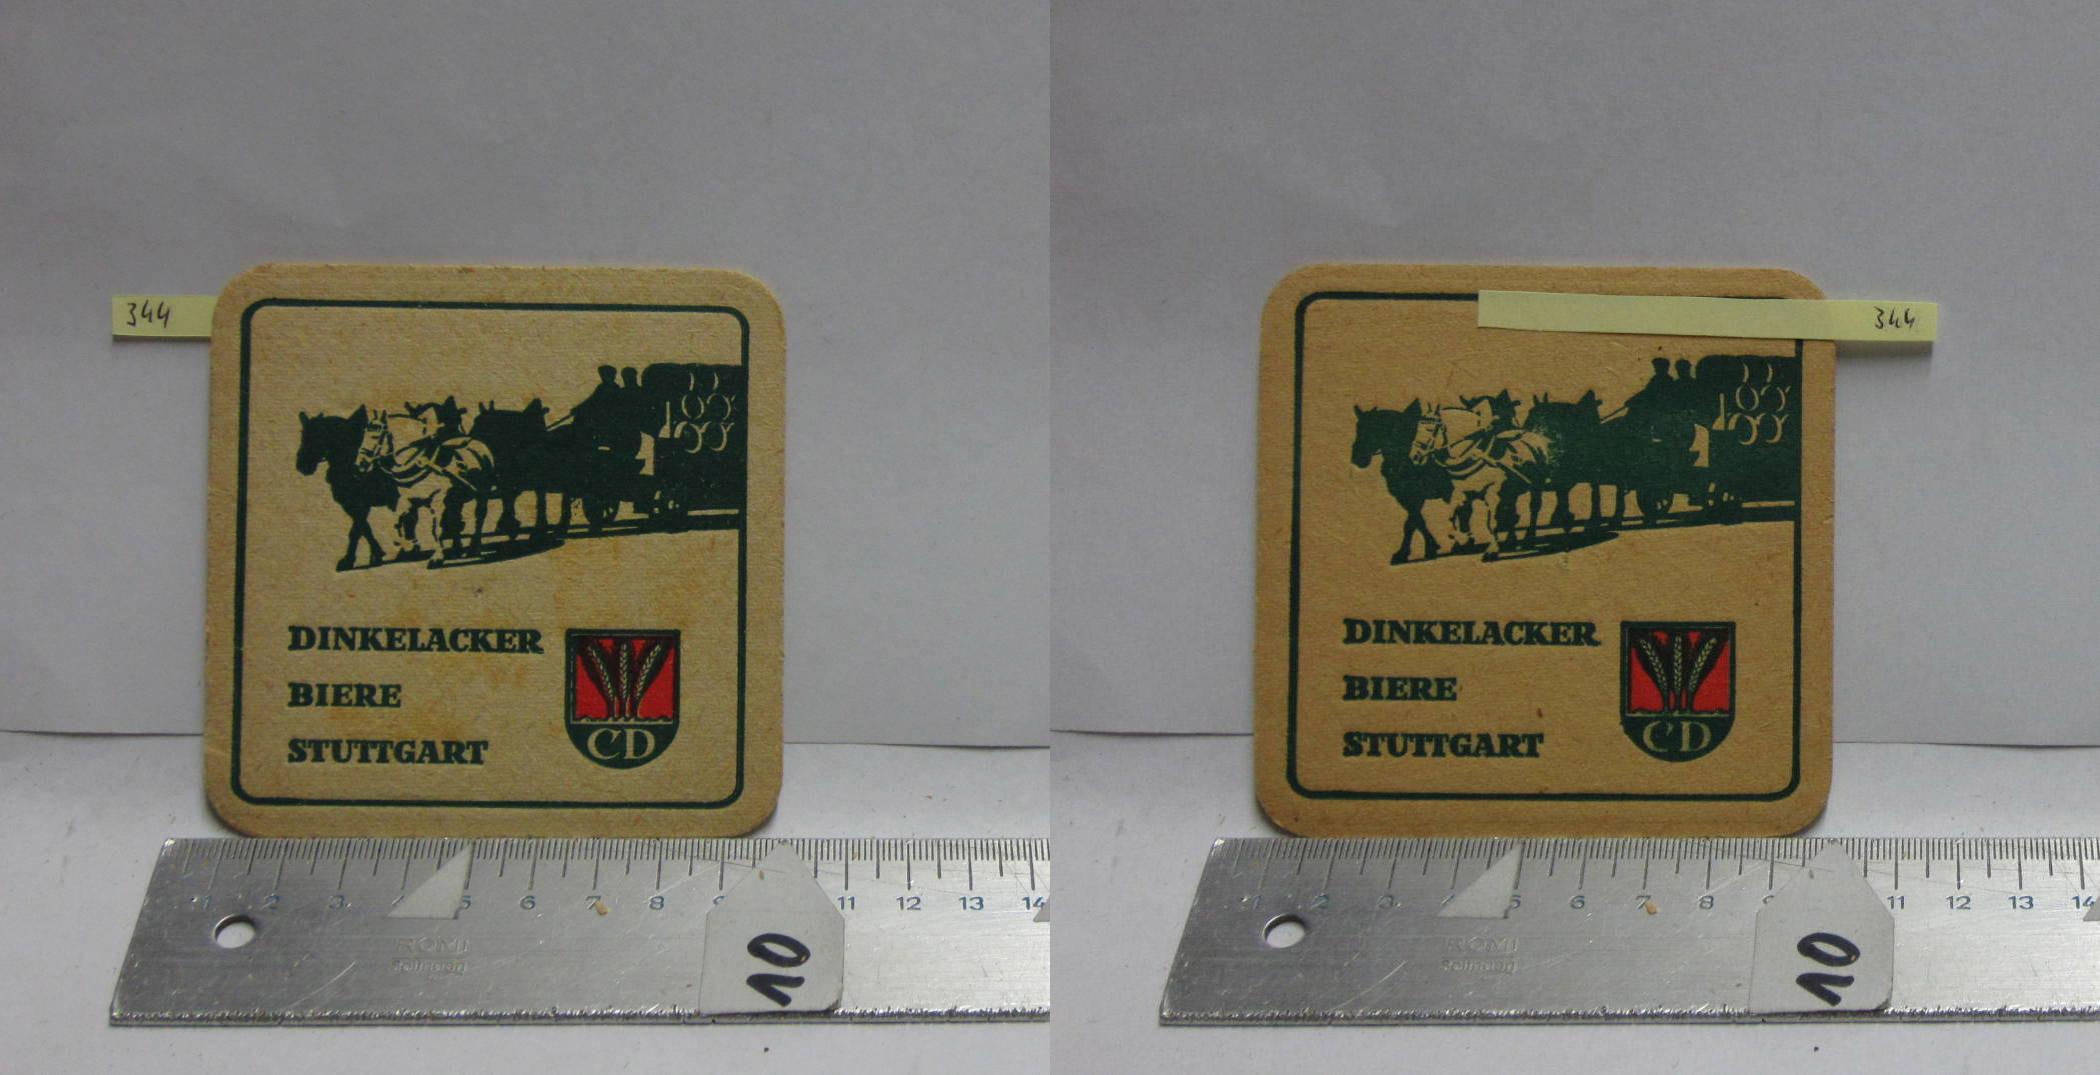 344
DINKELACKER
BIERE
STUTTGART
CD
1 2 3 4 5 6 7 8 9 11 12 13 14
ROMI
10
344
DINKELACKER
BIERE
STUTTGART
CD
1 2 3 4 5 6 7 8 9 11 12 13 14
ROMI
10